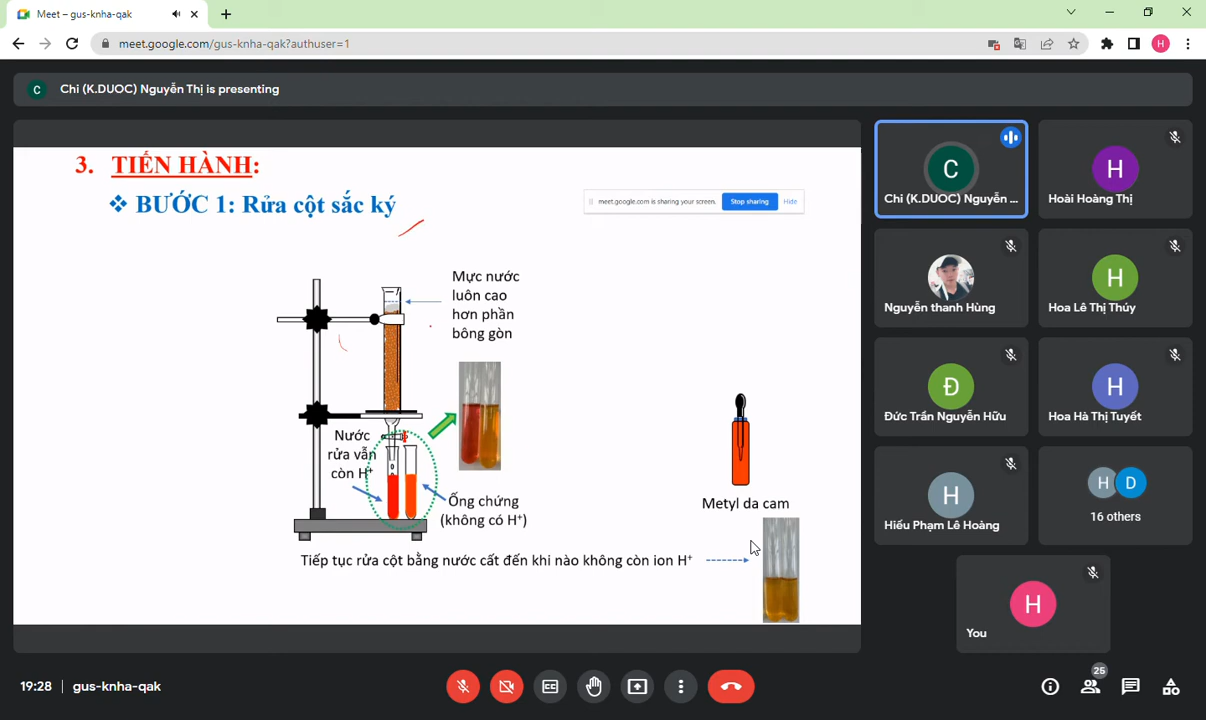 Meet – gus-knha-qak
meet.google.com/gus-knha-qak?authuser=1
H
C
Chi (K.DUOC) Nguyễn Thị is presenting
3. TIẾN HÀNH:
❖ BƯỚC 1: Rửa cột sắc ký
meet.google.com is sharing your screen.
Stop sharing
Hide
Mực nước
luôn cao
hơn phần
bông gòn
Nước
rửa vẫn
còn H⁺
Ống chứng
(không có H⁺)
Metyl da cam
Tiếp tục rửa cột bằng nước cất đến khi nào không còn ion H⁺
C
Chi (K.DUOC) Nguyễn ...
H
Hoài Hoàng Thị
Nguyễn thanh Hùng
H
Hoa Lê Thị Thúy
Đ
Đức Trần Nguyễn Hữu
H
Hoa Hà Thị Tuyết
H
Hiếu Phạm Lê Hoàng
H D
16 others
H
You
19:28 | gus-knha-qak
CC
25